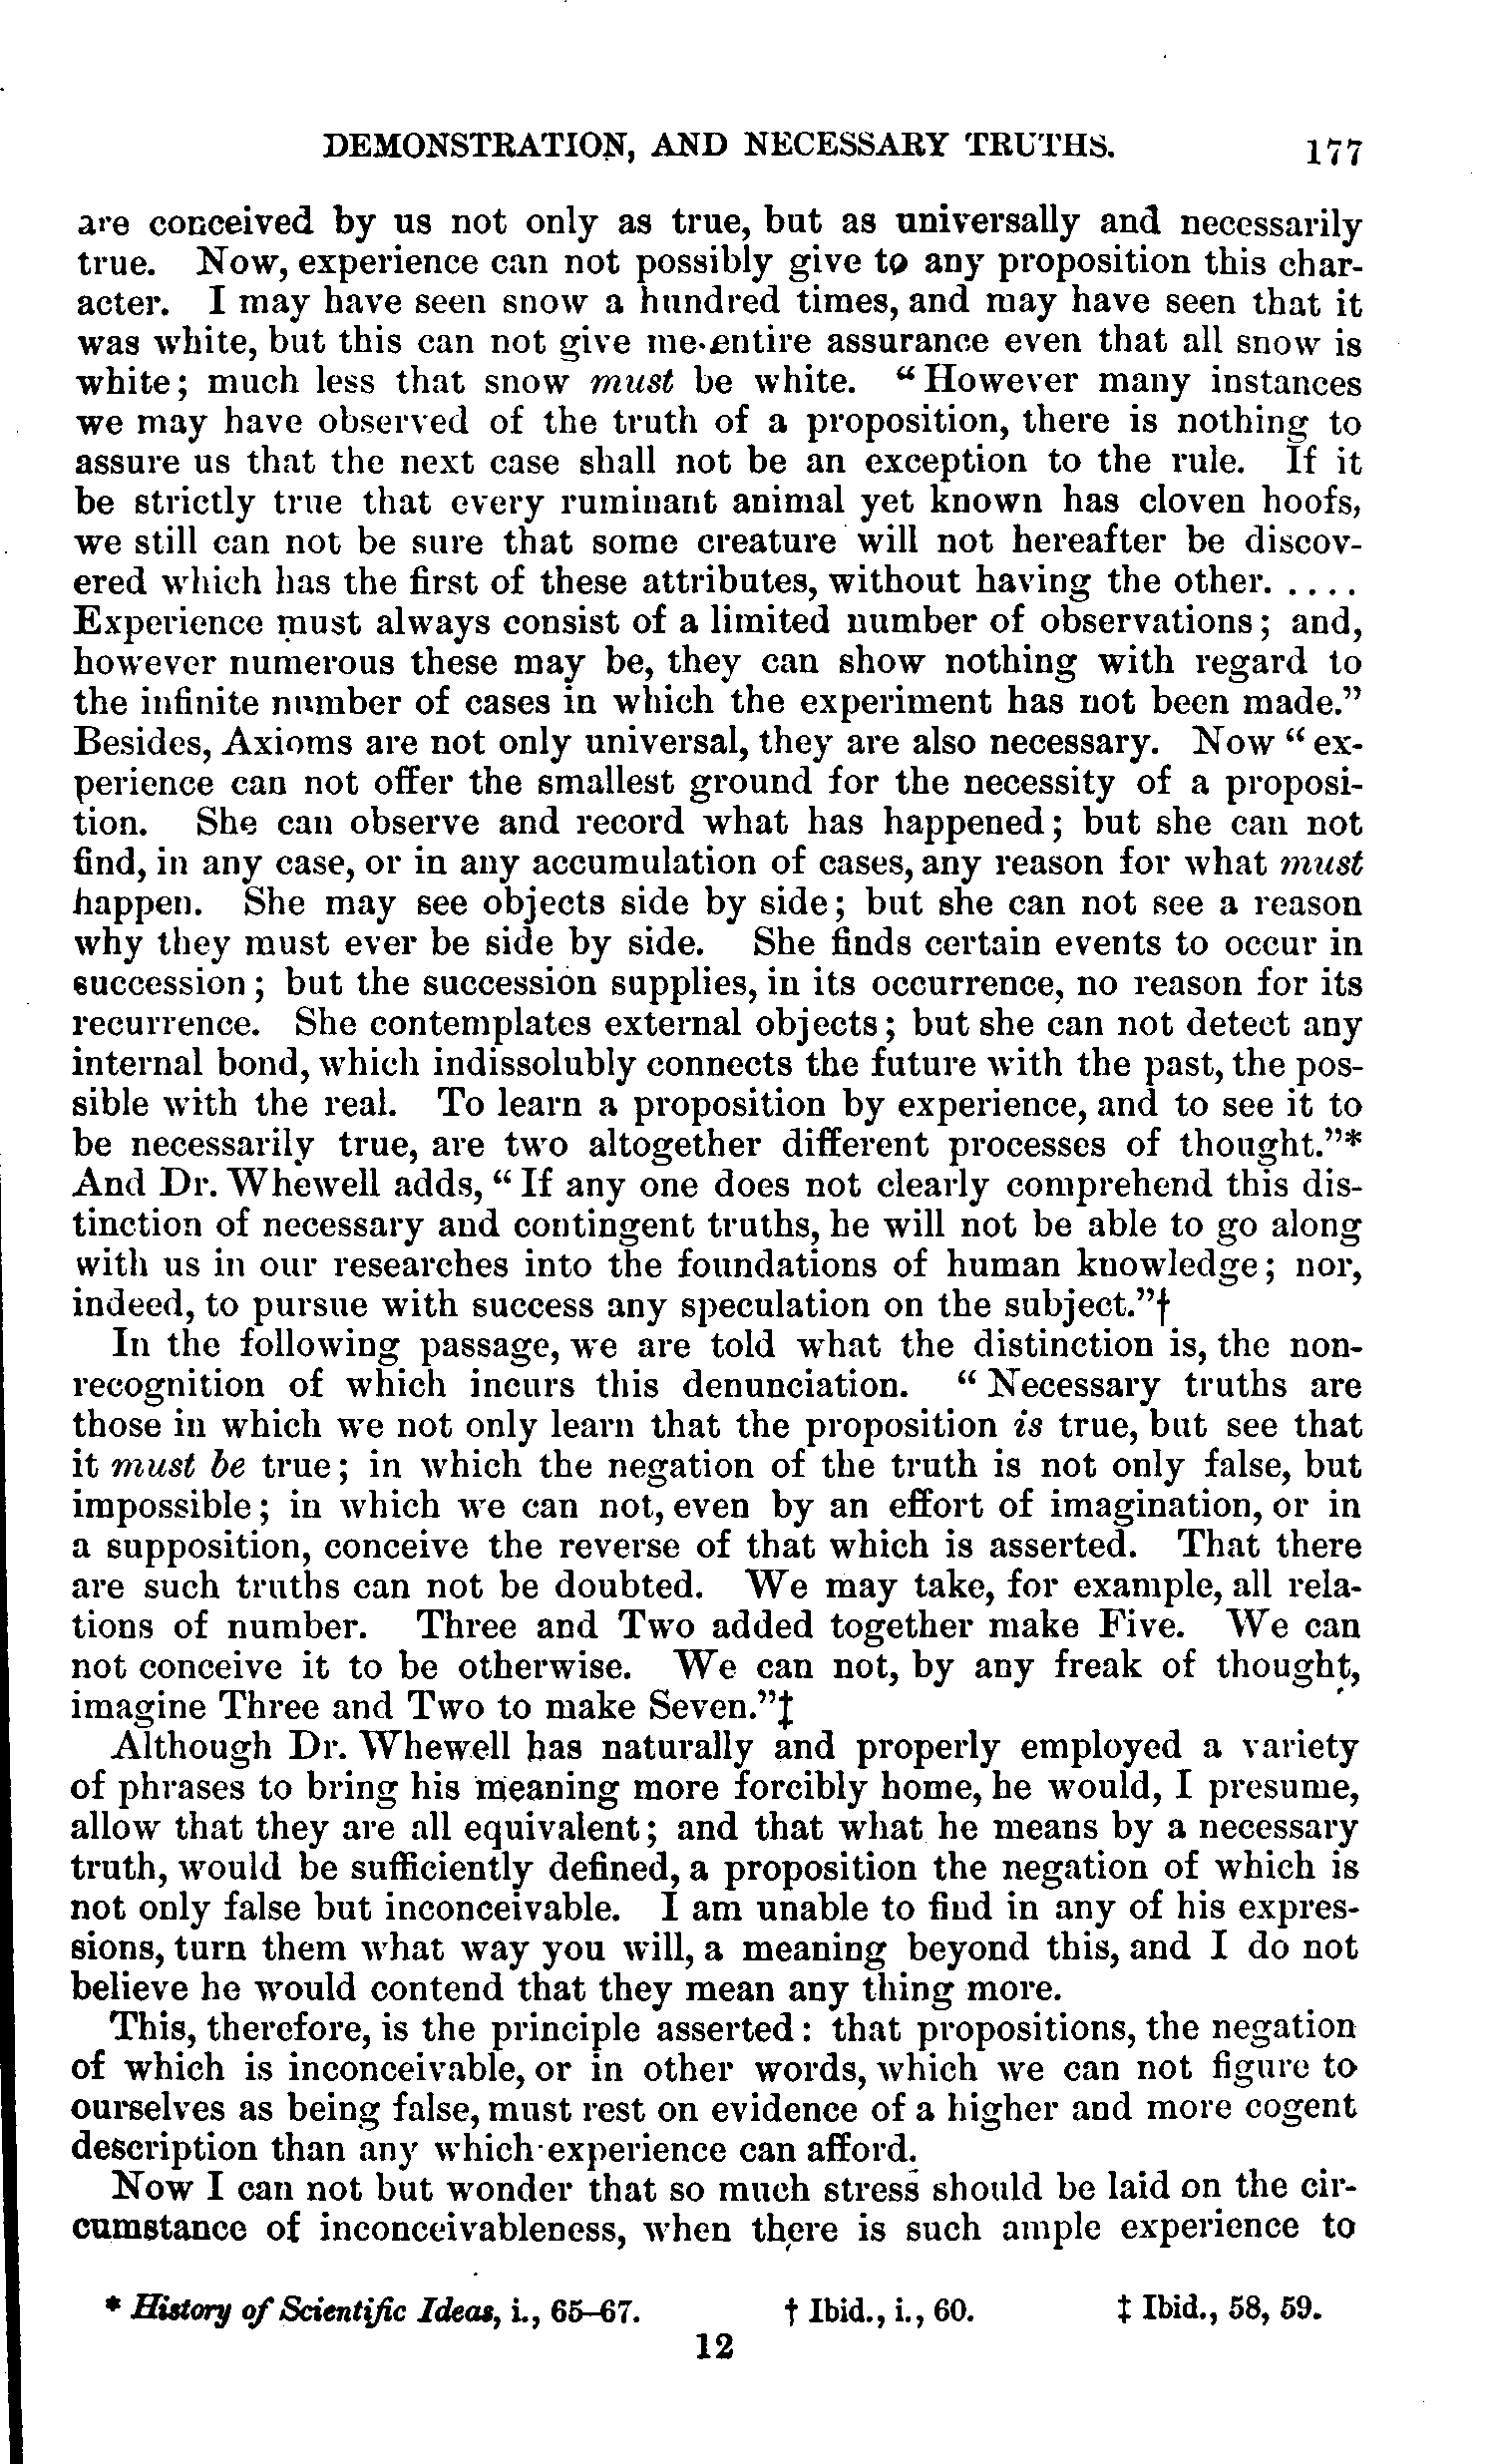 DEMONSTRATION, AND NECESSARY TRUTHS. 177
are conceived by us not only as true, but as universally and necessarily
true. Now, experience can not possibly give to any proposition this char-
acter. I may have seen snow a hundred times, and may have seen that it
was white, but this can not give me entire assurance even that all snow is
white; much less that snow must be white. “However many instances
we may have observed of the truth of a proposition, there is nothing to
assure us that the next case shall not be an exception to the rule. If it
be strictly true that every ruminant animal yet known has cloven hoofs,
we still can not be sure that some creature will not hereafter be discov-
ered which has the first of these attributes, without having the other. . . . .
Experience must always consist of a limited number of observations; and,
however numerous these may be, they can show nothing with regard to
the infinite number of cases in which the experiment has not been made.”
Besides, Axioms are not only universal, they are also necessary. Now “ex-
perience can not offer the smallest ground for the necessity of a proposi-
tion. She can observe and record what has happened; but she can not
find, in any case, or in any accumulation of cases, any reason for what must
happen. She may see objects side by side; but she can not see a reason
why they must ever be side by side. She finds certain events to occur in
succession; but the succession supplies, in its occurrence, no reason for its
recurrence. She contemplates external objects; but she can not detect any
internal bond, which indissolubly connects the future with the past, the pos-
sible with the real. To learn a proposition by experience, and to see it to
be necessarily true, are two altogether different processes of thought.”*
And Dr. Whewell adds, “If any one does not clearly comprehend this dis-
tinction of necessary and contingent truths, he will not be able to go along
with us in our researches into the foundations of human knowledge; nor,
indeed, to pursue with success any speculation on the subject.”†
In the following passage, we are told what the distinction is, the non-
recognition of which incurs this denunciation. “Necessary truths are
those in which we not only learn that the proposition is true, but see that
it must be true; in which the negation of the truth is not only false, but
impossible; in which we can not, even by an effort of imagination, or in
a supposition, conceive the reverse of that which is asserted. That there
are such truths can not be doubted. We may take, for example, all rela-
tions of number. Three and Two added together make Five. We can
not conceive it to be otherwise. We can not, by any freak of thought,
imagine Three and Two to make Seven.”‡
Although Dr. Whewell has naturally and properly employed a variety
of phrases to bring his meaning more forcibly home, he would, I presume,
allow that they are all equivalent; and that what he means by a necessary
truth, would be sufficiently defined, a proposition the negation of which is
not only false but inconceivable. I am unable to find in any of his expres-
sions, turn them what way you will, a meaning beyond this, and I do not
believe he would contend that they mean any thing more.
This, therefore, is the principle asserted: that propositions, the negation
of which is inconceivable, or in other words, which we can not figure to
ourselves as being false, must rest on evidence of a higher and more cogent
description than any which experience can afford.
Now I can not but wonder that so much stress should be laid on the cir-
cumstance of inconceivableness, when there is such ample experience to
* History of Scientific Ideas, i., 65–67. † Ibid., i., 60. ‡ Ibid., 58, 59.
12